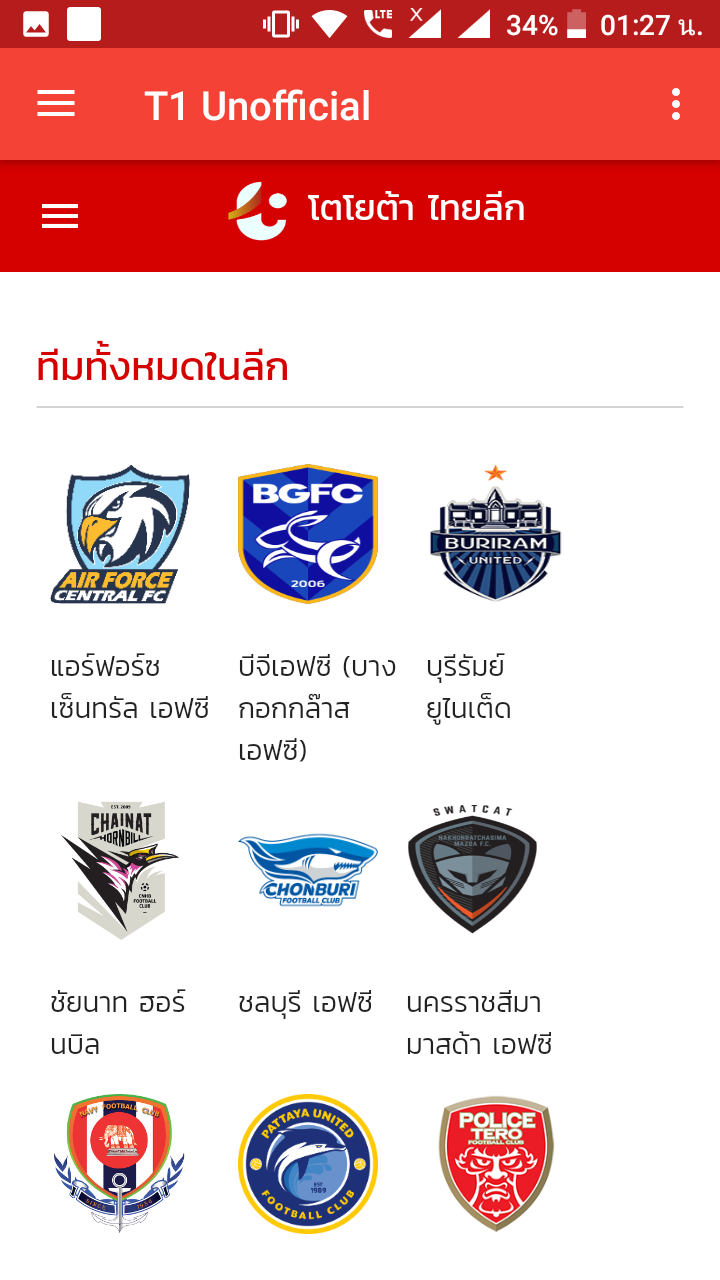 LTE
X
34%
01:27 น.
T1 Unofficial
โตโยต้า ไทยลีก
ทีมทั้งหมดในลีก
AIR FORCE
CENTRAL FC
BGFC
2006
BURIRAM
UNITED
แอร์ฟอร์ซ
เซ็นทรัล เอฟซี
บีจีเอฟซี (บาง
กอกกล๊าส
เอฟซี)
บุรีรัมย์
ยูไนเต็ด
EST. 2009
CHAINAT
HORNBILL
CNHB
FOOTBALL
CLUB
CHONBURI
FOOTBALL CLUB
SWATCAT
NAKHONRATCHASIMA
MAZDA F.C.
ชัยนาท ฮอร์
นบิล
ชลบุรี เอฟซี
นครราชสีมา
มาสด้า เอฟซี
NAVY FOOTBALL CLUB
SINCE 1956
PATTAYA UNITED
EST
1989
FOOTBALL CLUB
POLICE
TERO
FOOTBALL CLUB